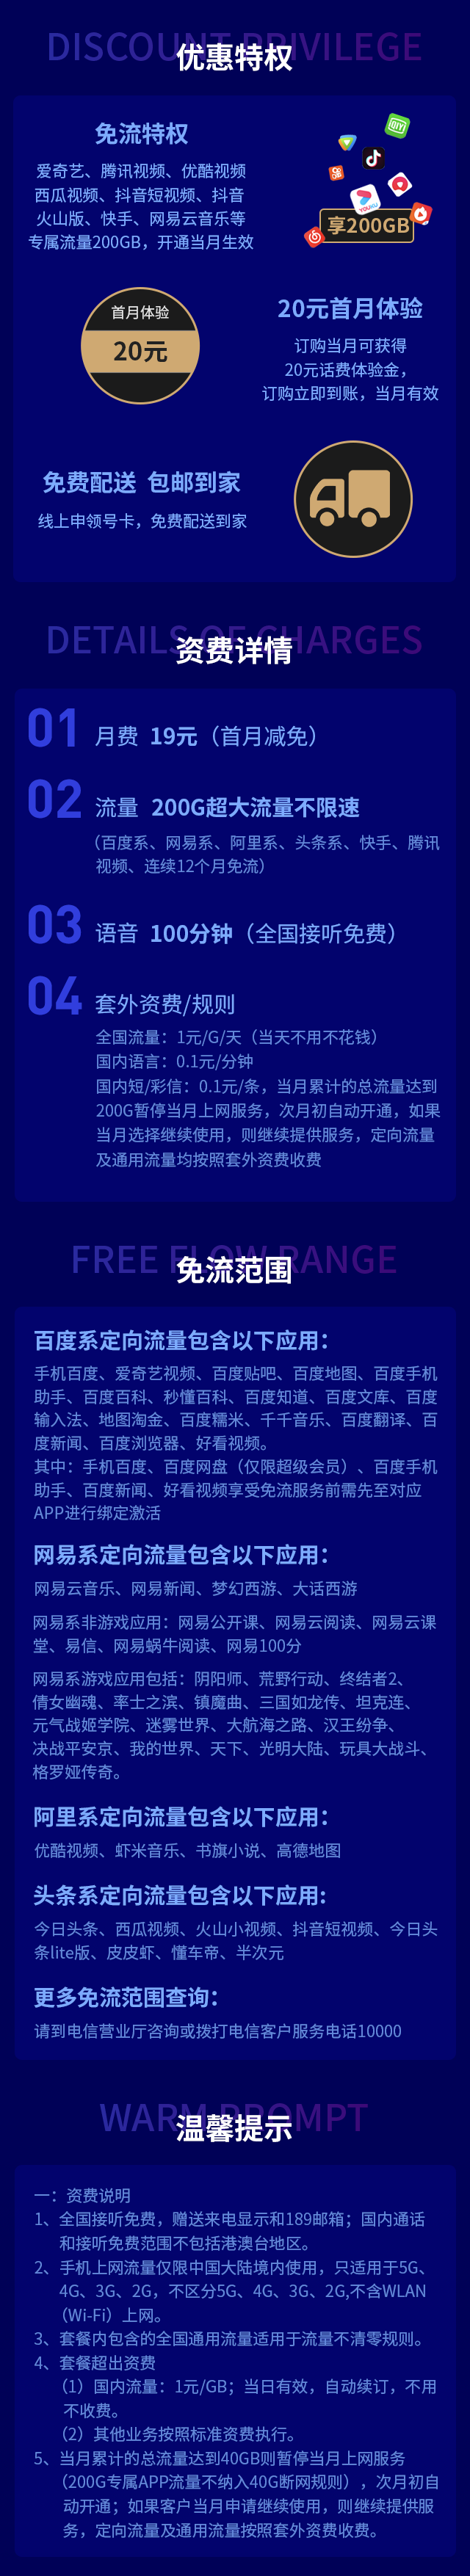 DISCOUNT PRIVILEGE
优惠特权
免流特权
爱奇艺、腾讯视频、优酷视频
西瓜视频、抖音短视频、抖音
火山版、快手、网易云音乐等
专属流量200GB，开通当月生效
QIYI
YOUKU
享200GB
首月体验
20元
20元首月体验
订购当月可获得
20元话费体验金，
订购立即到账，当月有效
免费配送 包邮到家
线上申领号卡，免费配送到家
DETAILS OF CHARGES
资费详情
01 月费 19元（首月减免）
02 流量 200G超大流量不限速
（百度系、网易系、阿里系、头条系、快手、腾讯
视频、连续12个月免流）
03 语音 100分钟（全国接听免费）
04 套外资费/规则
全国流量：1元/G/天（当天不用不花钱）
国内语言：0.1元/分钟
国内短/彩信：0.1元/条，当月累计的总流量达到
200G暂停当月上网服务，次月初自动开通，如果
当月选择继续使用，则继续提供服务，定向流量
及通用流量均按照套外资费收费
FREE FLOW RANGE
免流范围
百度系定向流量包含以下应用：
手机百度、爱奇艺视频、百度贴吧、百度地图、百度手机
助手、百度百科、秒懂百科、百度知道、百度文库、百度
输入法、地图淘金、百度糯米、千千音乐、百度翻译、百
度新闻、百度浏览器、好看视频。
其中：手机百度、百度网盘（仅限超级会员）、百度手机
助手、百度新闻、好看视频享受免流服务前需先至对应
APP进行绑定激活
网易系定向流量包含以下应用：
网易云音乐、网易新闻、梦幻西游、大话西游
网易系非游戏应用：网易公开课、网易云阅读、网易云课
堂、易信、网易蜗牛阅读、网易100分
网易系游戏应用包括：阴阳师、荒野行动、终结者2、
倩女幽魂、率士之滨、镇魔曲、三国如龙传、坦克连、
元气战姬学院、迷雾世界、大航海之路、汉王纷争、
决战平安京、我的世界、天下、光明大陆、玩具大战斗、
格罗娅传奇。
阿里系定向流量包含以下应用：
优酷视频、虾米音乐、书旗小说、高德地图
头条系定向流量包含以下应用:
今日头条、西瓜视频、火山小视频、抖音短视频、今日头
条lite版、皮皮虾、懂车帝、半次元
更多免流范围查询：
请到电信营业厅咨询或拨打电信客户服务电话10000
WARM PROMPT
温馨提示
一：资费说明
1、全国接听免费，赠送来电显示和189邮箱；国内通话
和接听免费范围不包括港澳台地区。
2、手机上网流量仅限中国大陆境内使用，只适用于5G、
4G、3G、2G，不区分5G、4G、3G、2G,不含WLAN
（Wi-Fi）上网。
3、套餐内包含的全国通用流量适用于流量不清零规则。
4、套餐超出资费
（1）国内流量：1元/GB；当日有效，自动续订，不用
不收费。
（2）其他业务按照标准资费执行。
5、当月累计的总流量达到40GB则暂停当月上网服务
（200G专属APP流量不纳入40G断网规则），次月初自
动开通；如果客户当月申请继续使用，则继续提供服
务，定向流量及通用流量按照套外资费收费。